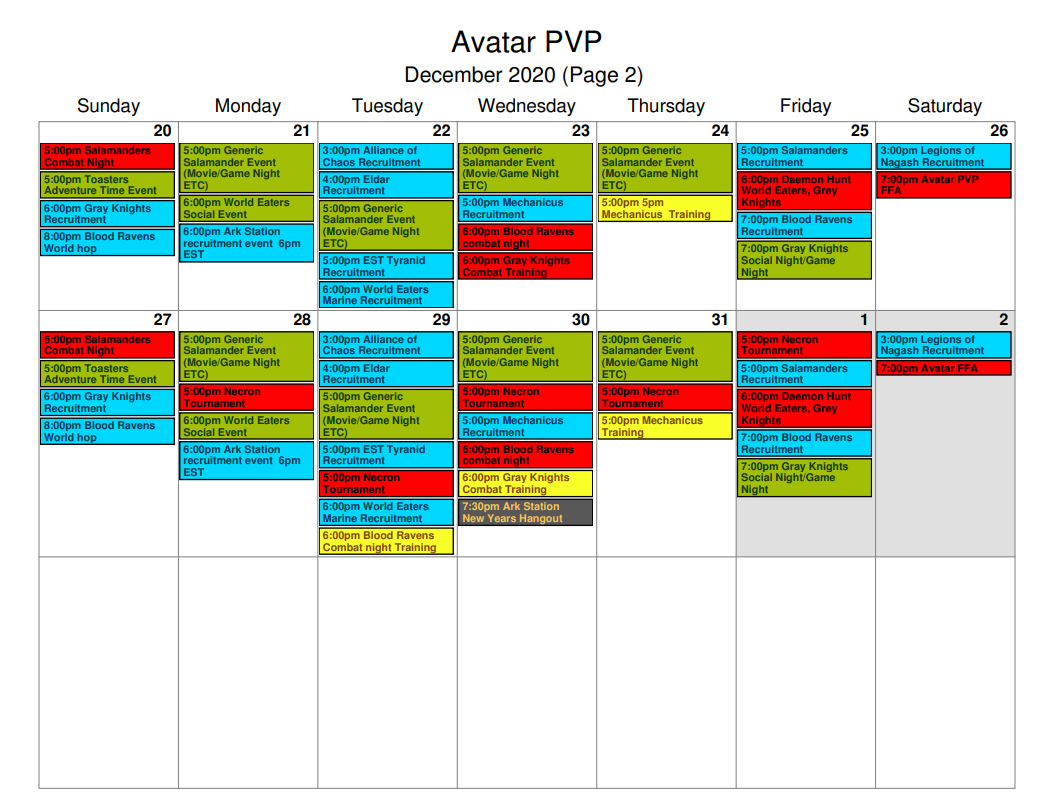 Avatar PVP
December 2020 (Page 2)
Sunday
Monday
Tuesday
Wednesday
Thursday
Friday
Saturday
20
5:00pm Salamanders
Combat Night
5:00pm Toasters
Adventure Time Event
6:00pm Gray Knights
Recruitment
8:00pm Blood Ravens
World hop
21
5:00pm Generic
Salamander Event
(Movie/Game Night
ETC)
6:00pm World Eaters
Social Event
6:00pm Ark Station
recruitment event 6pm
EST
22
3:00pm Alliance of
Chaos Recruitment
4:00pm Eldar
Recruitment
5:00pm Generic
Salamander Event
(Movie/Game Night
ETC)
5:00pm EST Tyranid
Recruitment
6:00pm World Eaters
Marine Recruitment
23
5:00pm Generic
Salamander Event
(Movie/Game Night
ETC)
5:00pm Mechanicus
Recruitment
6:00pm Blood Ravens
combat night
6:00pm Gray Knights
Combat Training
24
5:00pm Generic
Salamander Event
(Movie/Game Night
ETC)
5:00pm 5pm
Mechanicus Training
25
5:00pm Salamanders
Recruitment
6:00pm Daemon Hunt
World Eaters, Grey
Knights
7:00pm Blood Ravens
Recruitment
7:00pm Gray Knights
Social Night/Game
Night
26
3:00pm Legions of
Nagash Recruitment
7:00pm Avatar PVP
FFA
27
5:00pm Salamanders
Combat Night
5:00pm Toasters
Adventure Time Event
6:00pm Gray Knights
Recruitment
8:00pm Blood Ravens
World hop
28
5:00pm Generic
Salamander Event
(Movie/Game Night
ETC)
5:00pm Necron
Tournament
6:00pm World Eaters
Social Event
6:00pm Ark Station
recruitment event 6pm
EST
29
3:00pm Alliance of
Chaos Recruitment
4:00pm Eldar
Recruitment
5:00pm Generic
Salamander Event
(Movie/Game Night
ETC)
5:00pm EST Tyranid
Recruitment
5:00pm Necron
Tournament
6:00pm World Eaters
Marine Recruitment
6:00pm Blood Ravens
Combat night Training
30
5:00pm Generic
Salamander Event
(Movie/Game Night
ETC)
5:00pm Necron
Tournament
5:00pm Mechanicus
Recruitment
6:00pm Blood Ravens
combat night
6:00pm Gray Knights
Combat Training
7:30pm Ark Station
New Years Hangout
31
5:00pm Generic
Salamander Event
(Movie/Game Night
ETC)
5:00pm Necron
Tournament
5:00pm Mechanicus
Training
1
5:00pm Necron
Tournament
5:00pm Salamanders
Recruitment
6:00pm Daemon Hunt
World Eaters, Grey
Knights
7:00pm Blood Ravens
Recruitment
7:00pm Gray Knights
Social Night/Game
Night
2
3:00pm Legions of
Nagash Recruitment
7:00pm Avatar FFA